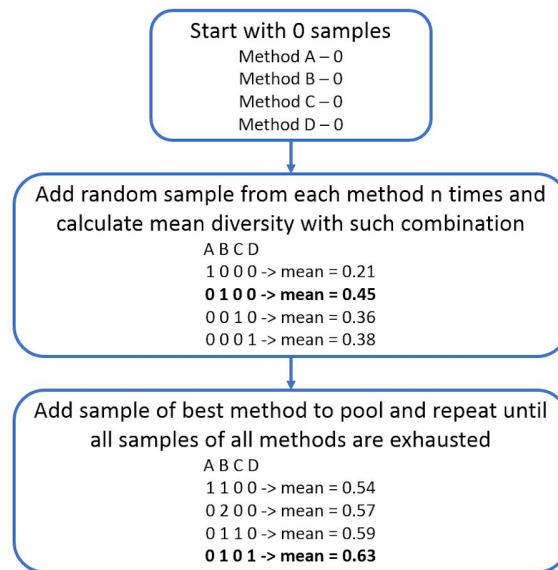 Start with 0 samples
Method A – 0
Method B – 0
Method C – 0
Method D – 0
Add random sample from each method n times and
calculate mean diversity with such combination
A B C D
1 0 0 0 -> mean = 0.21
0 1 0 0 -> mean = 0.45
0 0 1 0 -> mean = 0.36
0 0 0 1 -> mean = 0.38
Add sample of best method to pool and repeat until
all samples of all methods are exhausted
A B C D
1 1 0 0 -> mean = 0.54
0 2 0 0 -> mean = 0.57
0 1 1 0 -> mean = 0.59
0 1 0 1 -> mean = 0.63